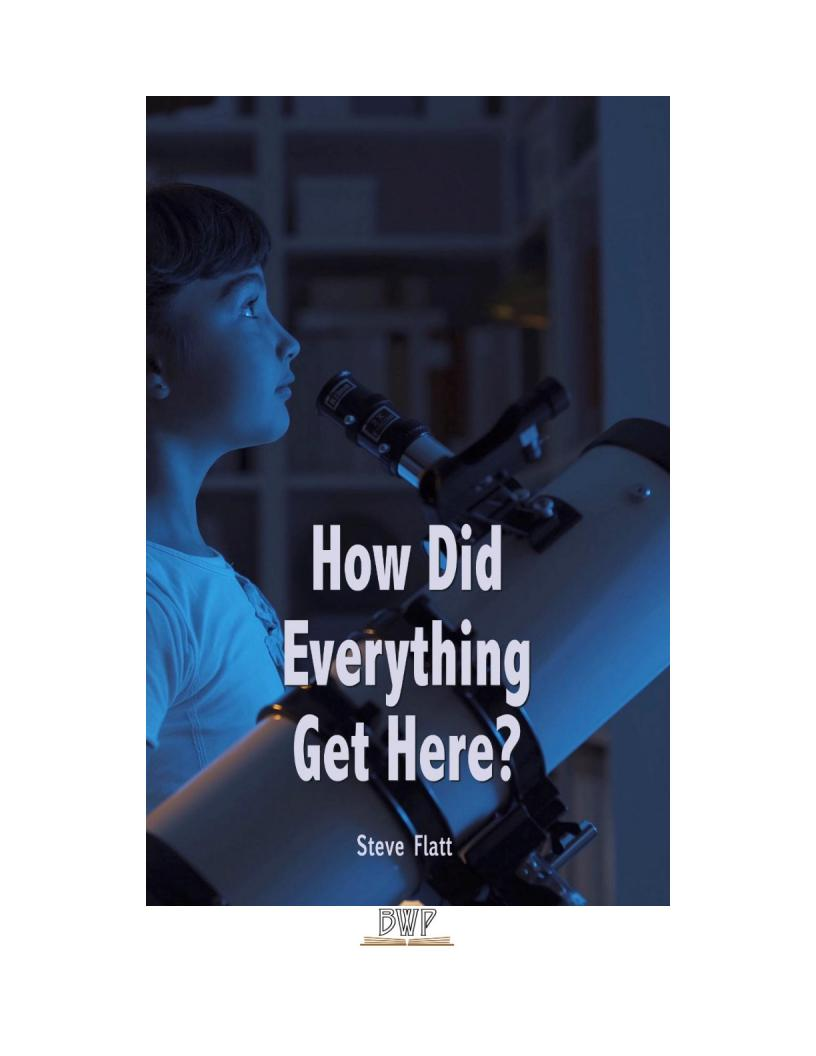 How Did
Everything
Get Here?
Steve Flatt
BWP